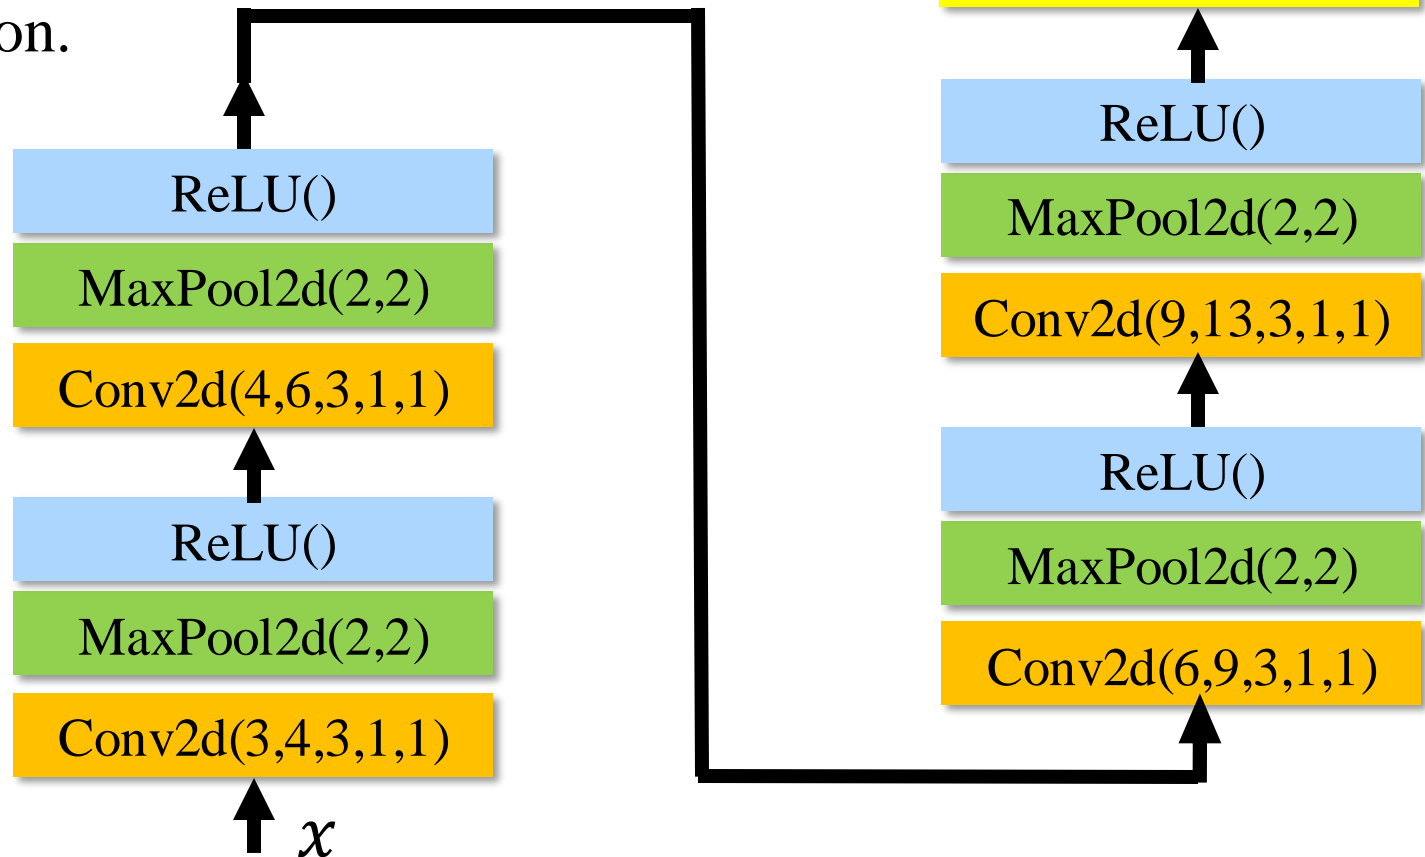 on.
ReLU()
MaxPool2d(2,2)
Conv2d(4,6,3,1,1)
ReLU()
MaxPool2d(2,2)
Conv2d(3,4,3,1,1)
x
ReLU()
MaxPool2d(2,2)
Conv2d(9,13,3,1,1)
ReLU()
MaxPool2d(2,2)
Conv2d(6,9,3,1,1)